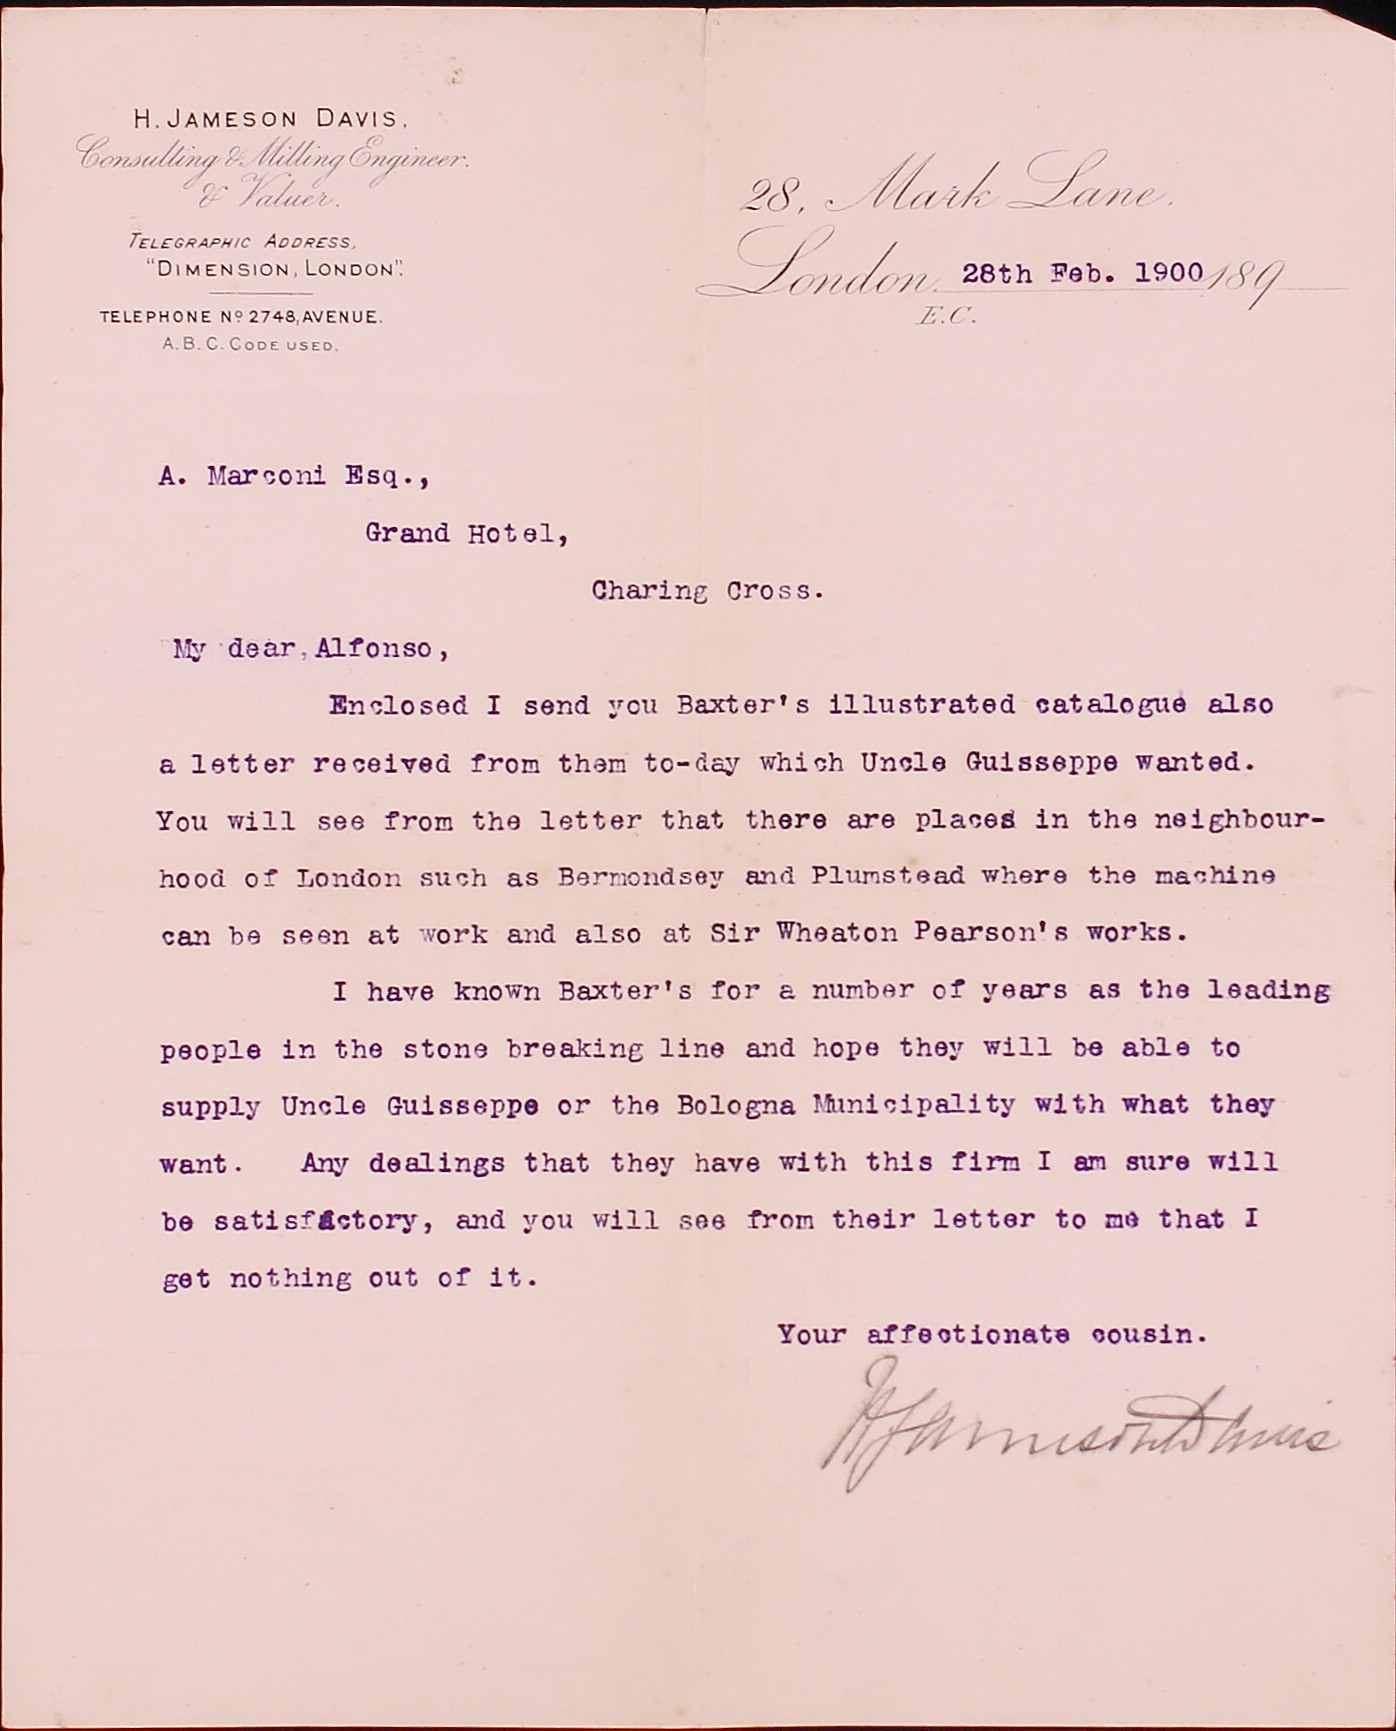 H. JAMESON DAVIS.
Consulting & Milling Engineer.
& Valuer.
TELEGRAPHIC ADDRESS,
"DIMENSION, LONDON".
TELEPHONE No 2748, AVENUE.
A.B.C. CODE USED.
28, Mark Lane.
London. 28th Feb. 1900 189
E.C.
A. Marconi Esq.,
Grand Hotel,
Charing Cross.
My dear, Alfonso,
Enclosed I send you Baxter's illustrated catalogue also
a letter received from them to-day which Uncle Guisseppe wanted.
You will see from the letter that there are places in the neighbour-
hood of London such as Bermondsey and Plumstead where the machine
can be seen at work and also at Sir Wheaton Pearson's works.
I have known Baxter's for a number of years as the leading
people in the stone breaking line and hope they will be able to
supply Uncle Guisseppe or the Bologna Municipality with what they
want. Any dealings that they have with this firm I am sure will
be satisfactory, and you will see from their letter to me that I
get nothing out of it.
Your affectionate cousin.
H Jameson Davis